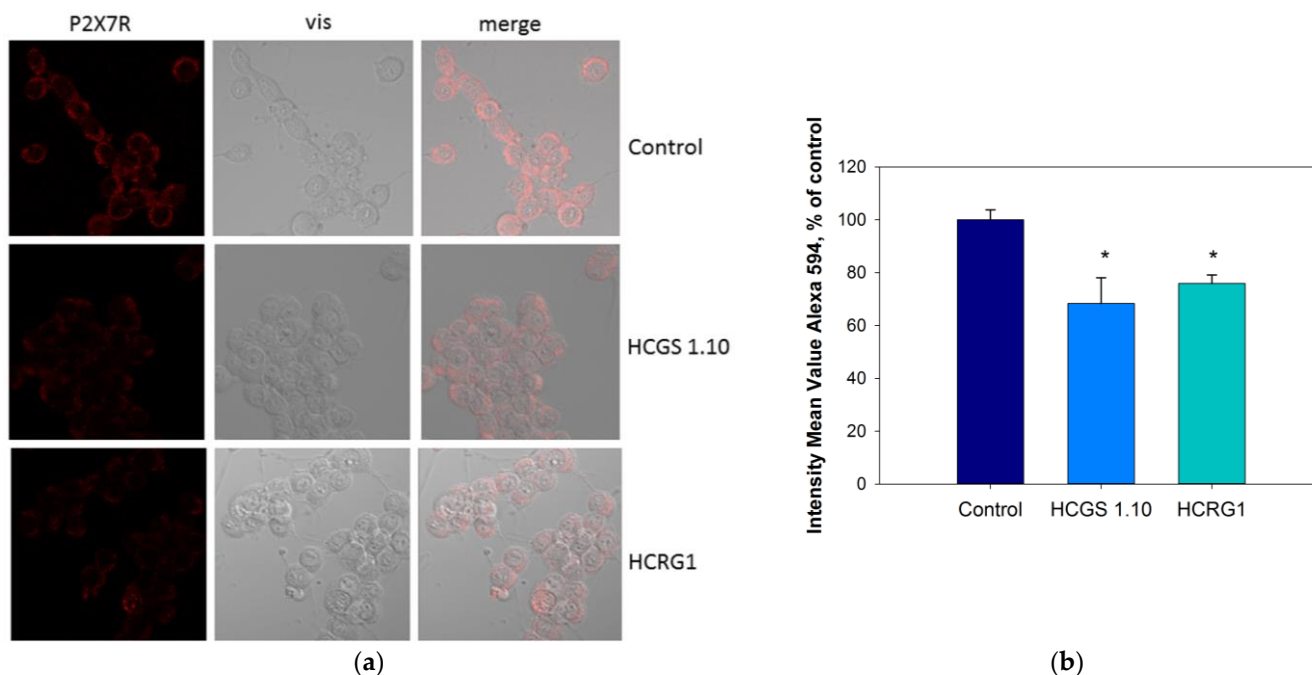 P2X7R vis merge
Control
HCGS 1.10
HCRG1
(a)
Intensity Mean Value Alexa 594, % of control
120
100
80
60
40
20
0
* *
Control HCGS 1.10 HCRG1
(b)